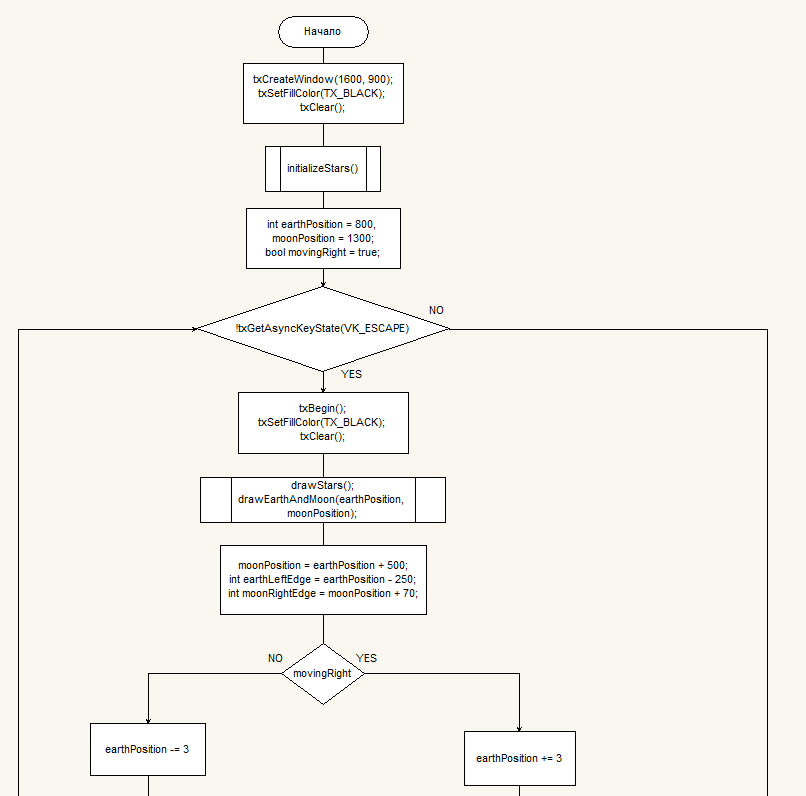 Начало
txCreateWindow(1600, 900);
txSetFillColor(TX_BLACK);
txClear();
initializeStars()
int earthPosition = 800,
moonPosition = 1300;
bool movingRight = true;
NO
!txGetAsyncKeyState(VK_ESCAPE)
YES
txBegin();
txSetFillColor(TX_BLACK);
txClear();
drawStars();
drawEarthAndMoon(earthPosition,
moonPosition);
moonPosition = earthPosition + 500;
int earthLeftEdge = earthPosition - 250;
int moonRightEdge = moonPosition + 70;
NO
YES
movingRight
earthPosition -= 3
earthPosition += 3